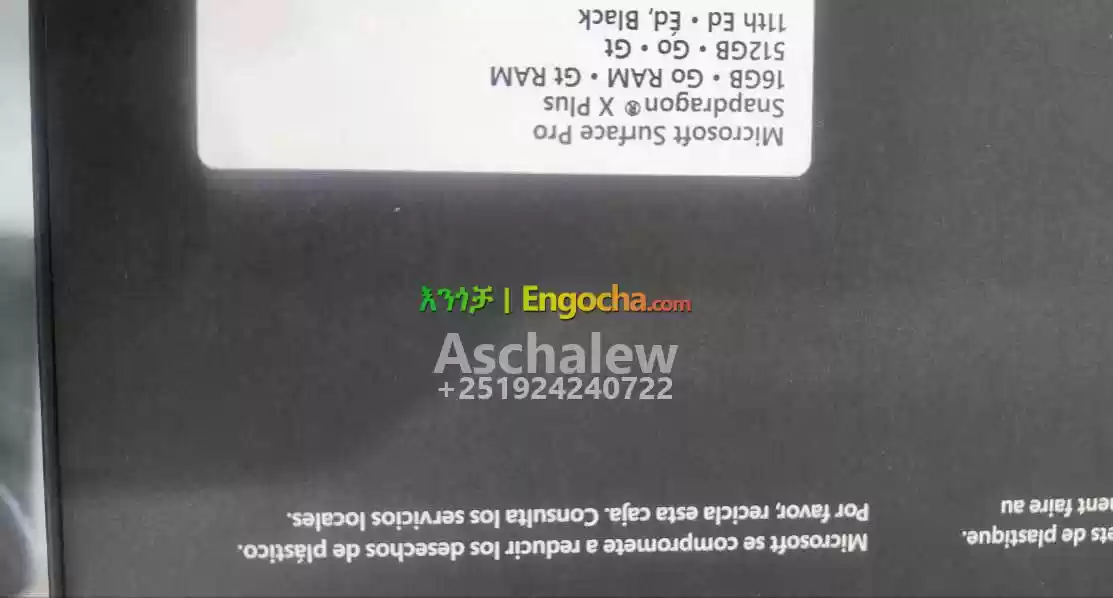 Microsoft Surface Pro
Snapdragon® X Plus
16GB • Go RAM • Gt RAM
512GB • Go • Gt
11th Ed • Éd, Black
እንጎቻ | Engocha.com
Aschalew
+251924240722
Microsoft se compromete a reducir los desechos de plástico.
Por favor, recicla esta caja. Consulta los servicios locales.
ets de plastique.
ent faire au